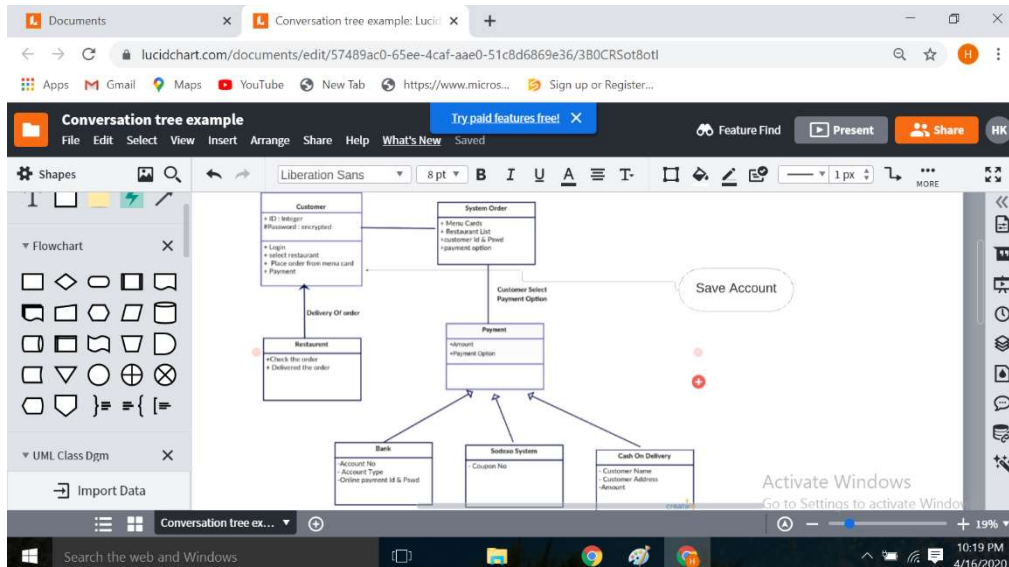 Documents
Conversation tree example: Lucid
lucidchart.com/documents/edit/57489ac0-65ee-4caf-aae0-51c8d6869e36/3B0CRSot8otl
Apps M Gmail Maps YouTube New Tab https://www.micros... Sign up or Register...
Conversation tree example
Try paid features free!
File Edit Select View Insert Arrange Share Help What's New Saved
Feature Find Present Share HK
Shapes
Liberation Sans 8 pt B I U A T 1 px MORE
Flowchart
UML Class Dgm
Import Data
Customer
+ ID : Integer
#Password : encrypted
+ Login
+ select restaurant
+ Place order from menu card
+ Payment
System Order
+ Menu Cards
+ Restaurant List
+customer Id & Pswd
+payment option
Customer Select
Payment Option
Save Account
Delivery Of order
Restaurent
+Check the order
+ Delivered the order
Payment
+Amount
+Payment Option
Bank
-Account No
- Account Type
-Online payment Id & Pswd
Sodexo System
- Coupon No
Cash On Delivery
- Customer Name
- Customer Address
-Amount
Activate Windows
Go to Settings to activate Window
Conversation tree ex...
19%
Search the web and Windows
10:19 PM
4/16/2020